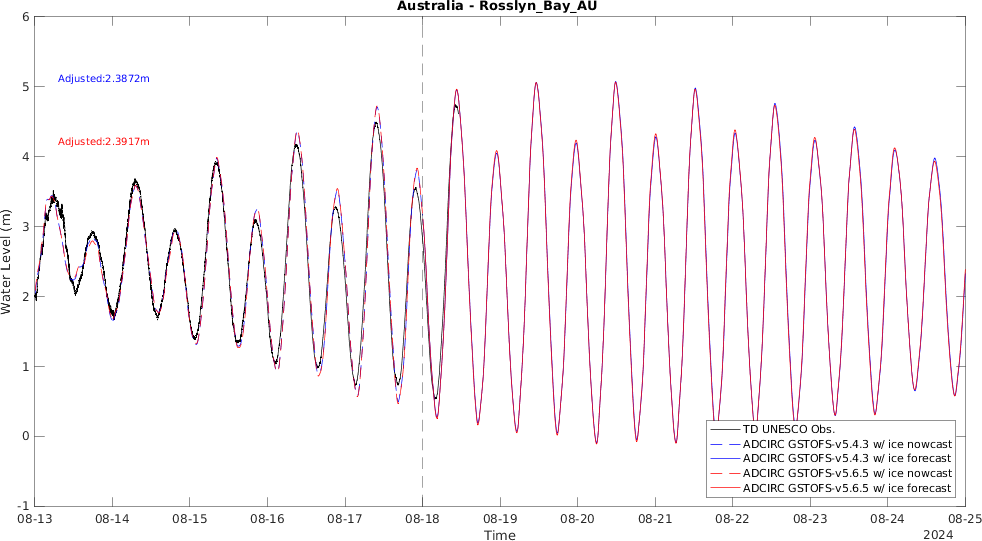 Australia - Rosslyn_Bay_AU
6
5
4
3
2
1
0
-1
Water Level (m)
Adjusted:2.3872m
Adjusted:2.3917m
TD UNESCO Obs.
ADCIRC GSTOFS-v5.4.3 w/ ice nowcast
ADCIRC GSTOFS-v5.4.3 w/ ice forecast
ADCIRC GSTOFS-v5.6.5 w/ ice nowcast
ADCIRC GSTOFS-v5.6.5 w/ ice forecast
08-13 08-14 08-15 08-16 08-17 08-18 08-19 08-20 08-21 08-22 08-23 08-24 08-25
Time
2024